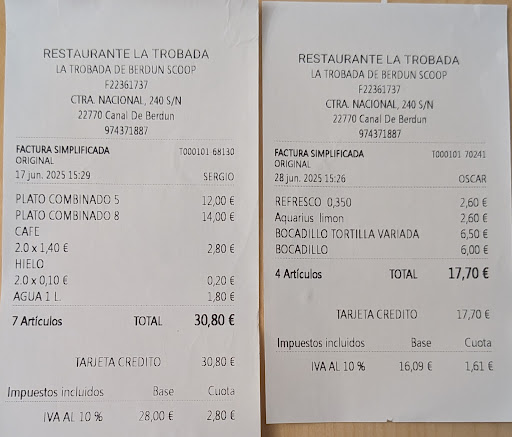 RESTAURANTE LA TROBADA
LA TROBADA DE BERDUN SCOOP
F22361737
CTRA. NACIONAL, 240 S/N
22770 Canal De Berdun
974371887
FACTURA SIMPLIFICADA T000101 68130
ORIGINAL
17 jun. 2025 15:29 SERGIO
PLATO COMBINADO 5 12,00 €
PLATO COMBINADO 8 14,00 €
CAFE
2.0 x 1,40 € 2,80 €
HIELO
2.0 x 0,10 € 0,20 €
AGUA 1 L. 1,80 €
7 Artículos TOTAL 30,80 €
TARJETA CREDITO 30,80 €
Impuestos incluidos Base Cuota
IVA AL 10 % 28,00 € 2,80 €
RESTAURANTE LA TROBADA
LA TROBADA DE BERDUN SCOOP
F22361737
CTRA. NACIONAL, 240 S/N
22770 Canal De Berdun
974371887
FACTURA SIMPLIFICADA T000101 70241
ORIGINAL
28 jun. 2025 15:26 OSCAR
REFRESCO 0,350 2,60 €
Aquarius limon 2,60 €
BOCADILLO TORTILLA VARIADA 6,50 €
BOCADILLO 6,00 €
4 Artículos TOTAL 17,70 €
TARJETA CREDITO 17,70 €
Impuestos incluidos Base Cuota
IVA AL 10 % 16,09 € 1,61 €